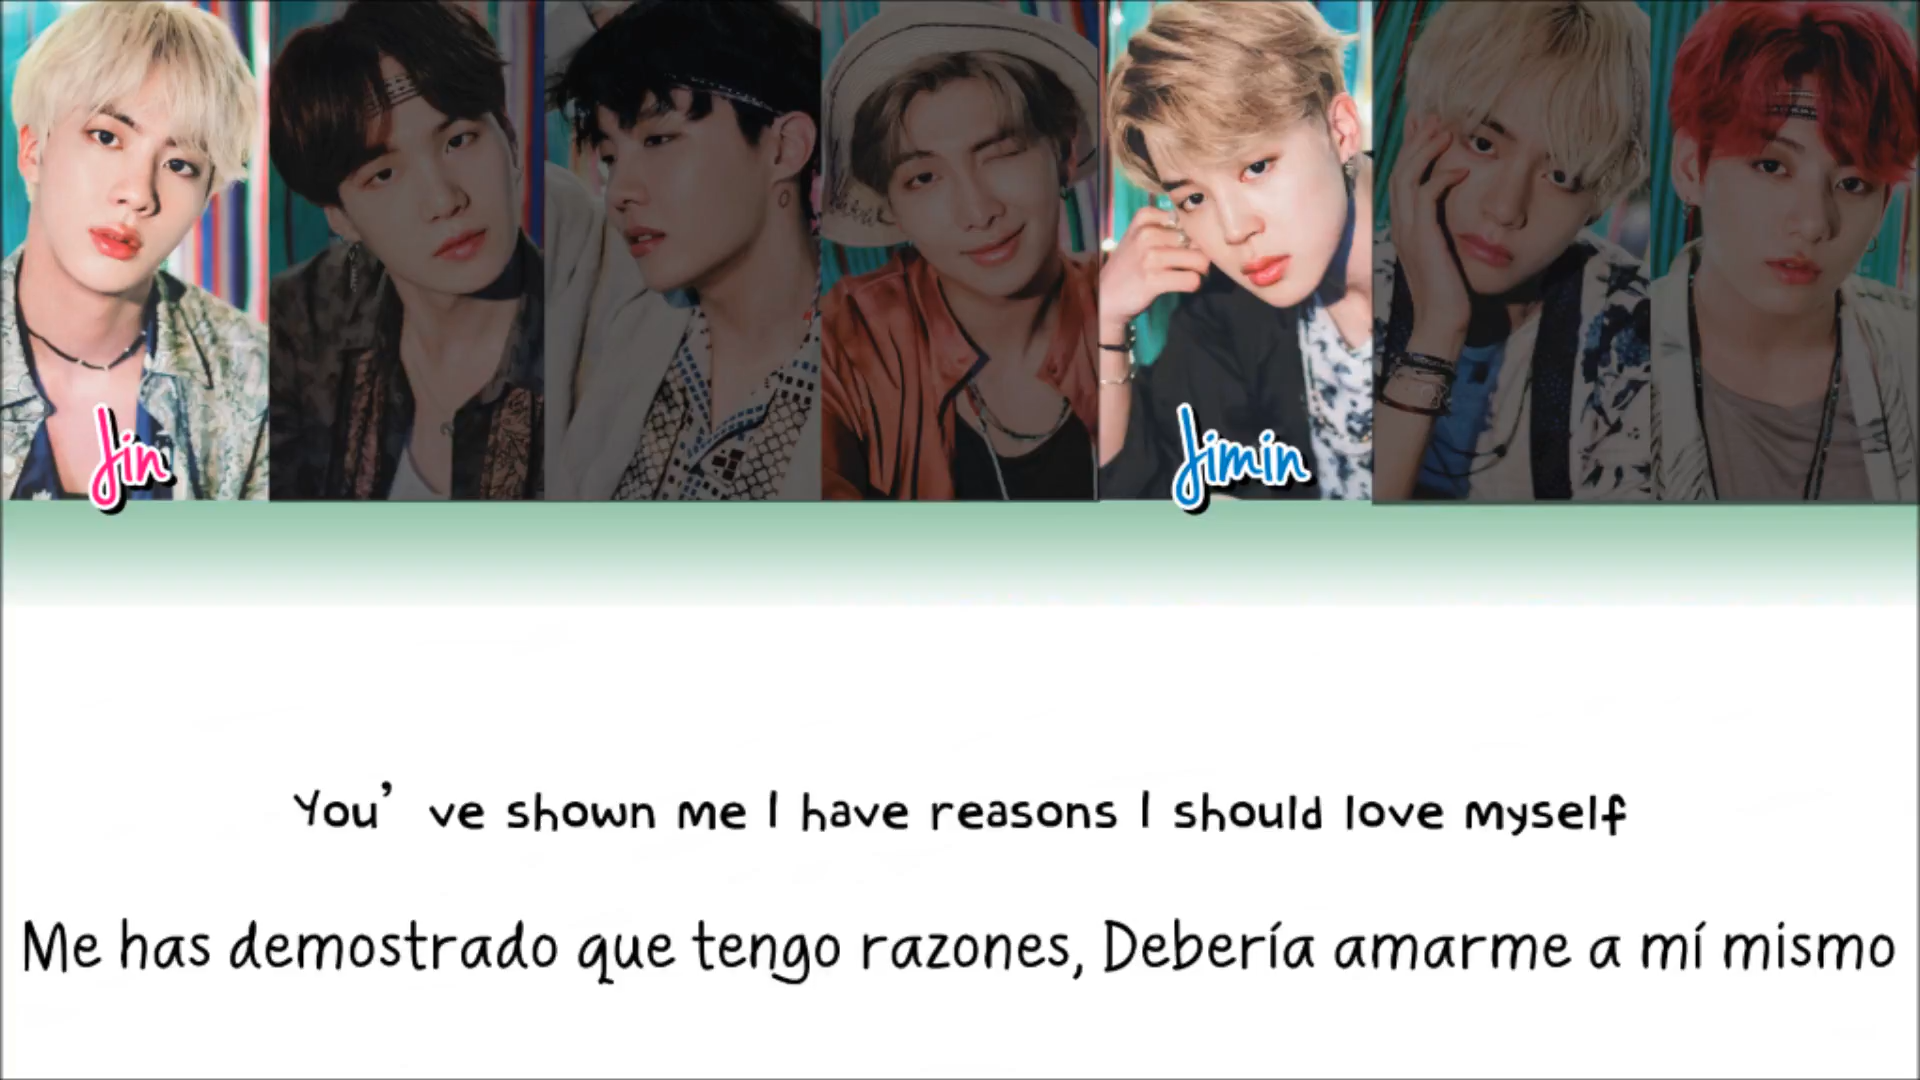 Jin
Jimin
You’ ve shown me I have reasons I should love myself
Me has demostrado que tengo razones, Debería amarme a mí mismo